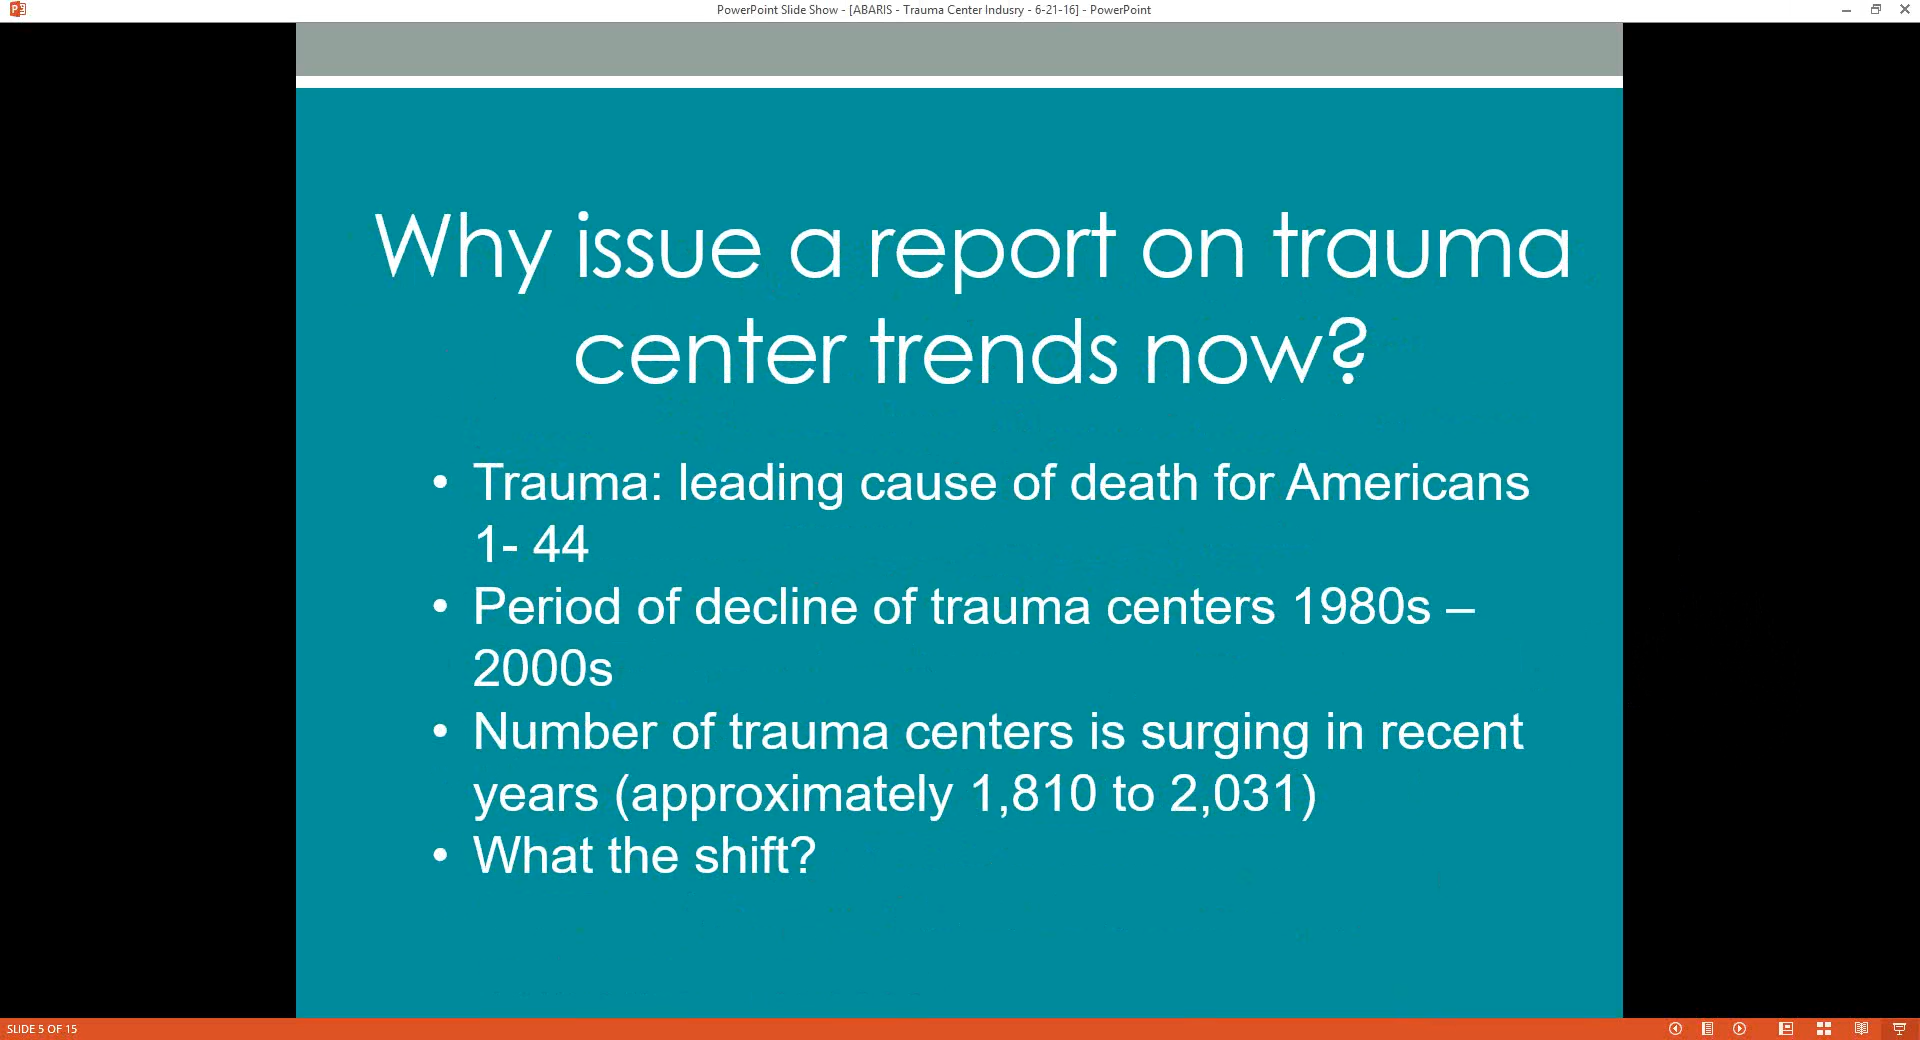 PowerPoint Slide Show - [ABARIS - Trauma Center Indusry - 6-21-16] - PowerPoint
Why issue a report on trauma
center trends now?
• Trauma: leading cause of death for Americans
1- 44
• Period of decline of trauma centers 1980s –
2000s
• Number of trauma centers is surging in recent
years (approximately 1,810 to 2,031)
• What the shift?
SLIDE 5 OF 15